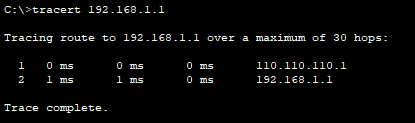 C:\>tracert 192.168.1.1
Tracing route to 192.168.1.1 over a maximum of 30 hops:
1 0 ms 0 ms 0 ms 110.110.110.1
2 1 ms 1 ms 0 ms 192.168.1.1
Trace complete.